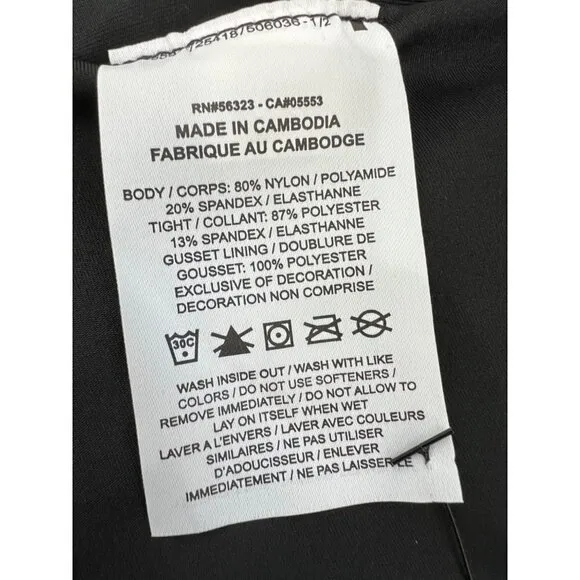 RN#56323 - CA#05553
MADE IN CAMBODIA
FABRIQUE AU CAMBODGE
BODY / CORPS: 80% NYLON / POLYAMIDE
20% SPANDEX / ELASTHANNE
TIGHT / COLLANT: 87% POLYESTER
13% SPANDEX / ELASTHANNE
GUSSET LINING / DOUBLURE DE
GOUSSET: 100% POLYESTER
EXCLUSIVE OF DECORATION /
DECORATION NON COMPRISE
30C
WASH INSIDE OUT / WASH WITH LIKE
COLORS / DO NOT USE SOFTENERS /
REMOVE IMMEDIATELY / DO NOT ALLOW TO
LAY ON ITSELF WHEN WET
LAVER A L'ENVERS / LAVER AVEC COULEURS
SIMILAIRES / NE PAS UTILISER
D'ADOUCISSEUR / ENLEVER
IMMEDIATEMENT / NE PAS LAISSER LE